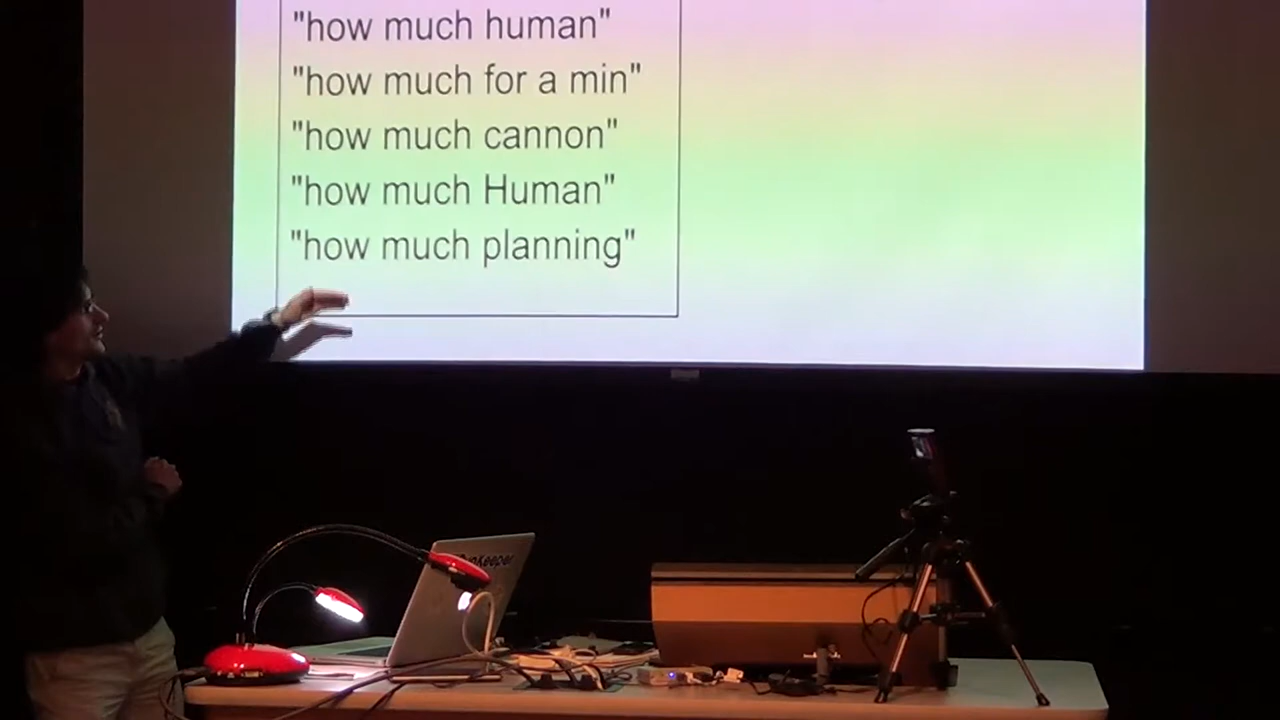 "how much human"
"how much for a min"
"how much cannon"
"how much Human"
"how much planning"